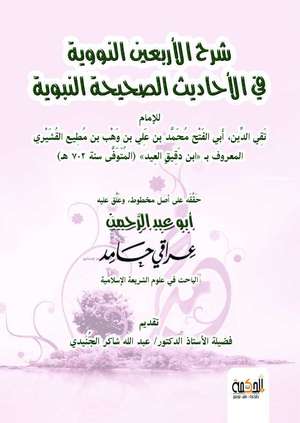 شرح الأربعين النووية
في الأحاديث الصحيحة النبوية
للإمام
تقي الدين، أبي الفتح محمد بن علي بن وهب بن مطيع القشيري
المعروف بـ «ابن دقيق العيد» (المتوفى سنة ٧٠٢ هـ)
حققه على أصل مخطوط، وعلق عليه
أبو عبد الرحمن
عراقي حامد
الباحث في علوم الشريعة الإسلامية
تقديم
فضيلة الأستاذ الدكتور/ عبد الله شاكر الجنيدي
الحكمة